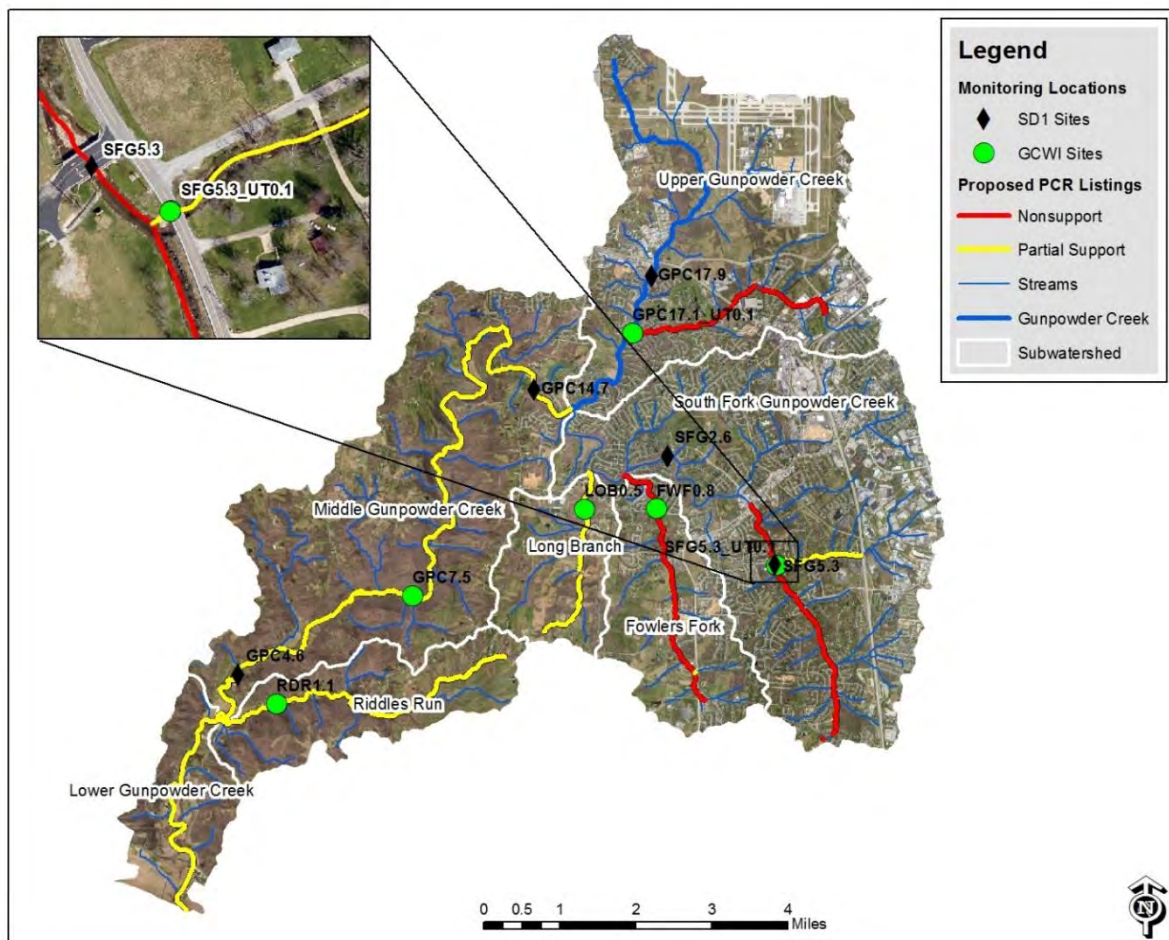 SFG5.3
SFG5.3_UT0.1
Legend
Monitoring Locations
SD1 Sites
GCWI Sites
Proposed PCR Listings
Nonsupport
Partial Support
Streams
Gunpowder Creek
Subwatershed
Upper Gunpowder Creek
GPC17.9
GPC17.1_UT0.1
GPC14.7
South Fork Gunpowder Creek
SFG2.6
Middle Gunpowder Creek
LOB0.5
FWF0.8
Long Branch
SFG5.3_UT0.1
SFG5.3
GPC7.5
Fowlers Fork
GPC4.6
RDR1.1
Riddles Run
Lower Gunpowder Creek
0 0.5 1 2 3 4
Miles
N